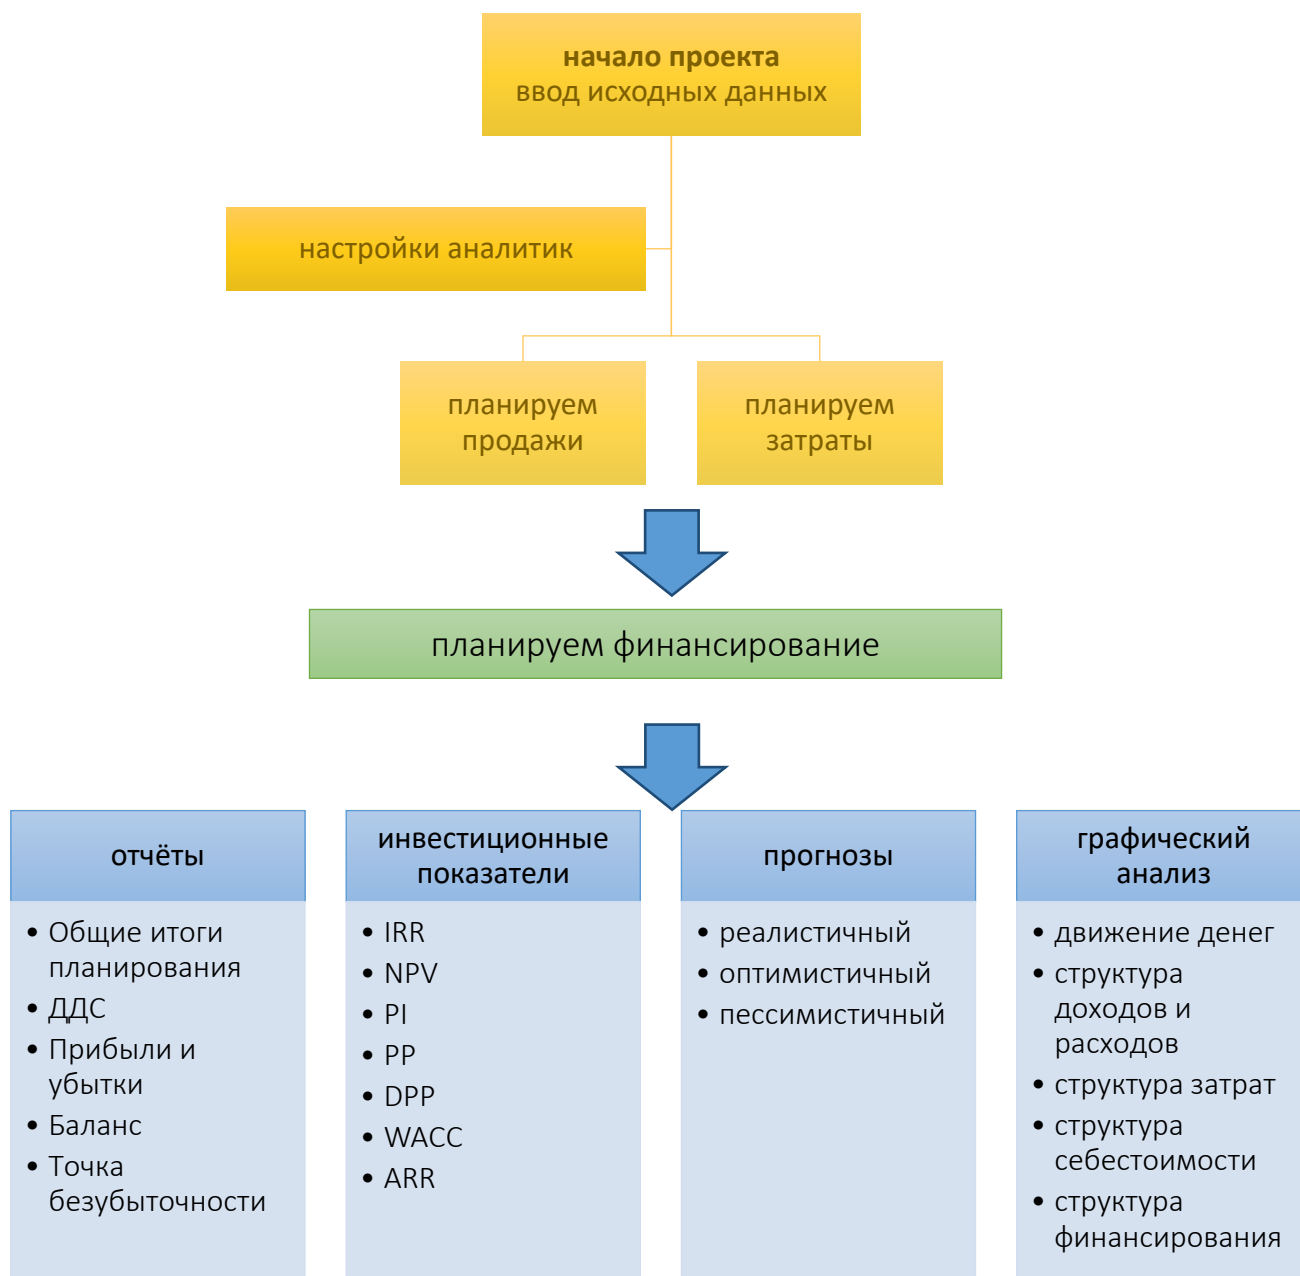 начало проекта
ввод исходных данных
настройки аналитик
планируем
продажи
планируем
затраты
планируем финансирование
отчёты
• Общие итоги
планирования
• ДДС
• Прибыли и
убытки
• Баланс
• Точка
безубыточности
инвестиционные
показатели
• IRR
• NPV
• PI
• PP
• DPP
• WACC
• ARR
прогнозы
• реалистичный
• оптимистичный
• пессимистичный
графический
анализ
• движение денег
• структура
доходов и
расходов
• структура затрат
• структура
себестоимости
• структура
финансирования